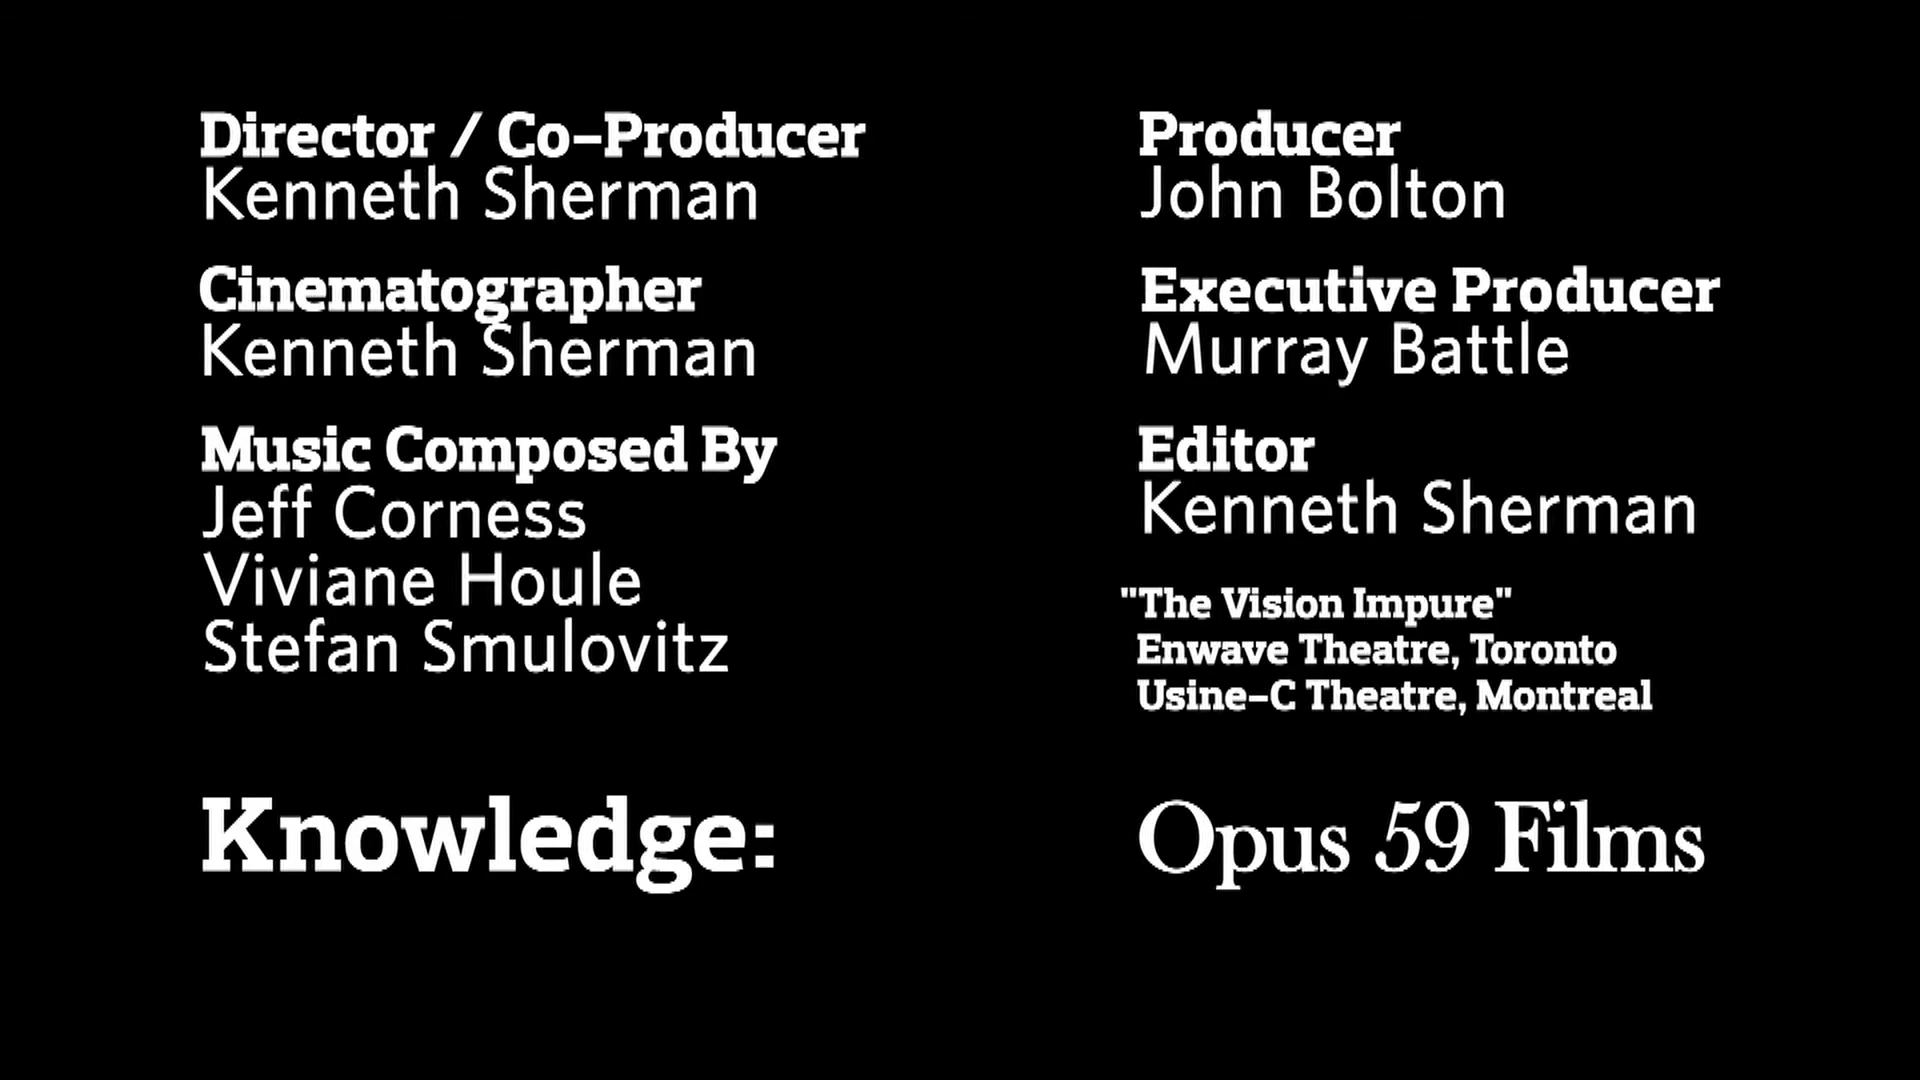 Director / Co-Producer
Kenneth Sherman
Cinematographer
Kenneth Sherman
Music Composed By
Jeff Corness
Viviane Houle
Stefan Smulovitz
Knowledge:
Producer
John Bolton
Executive Producer
Murray Battle
Editor
Kenneth Sherman
"The Vision Impure"
Enwave Theatre, Toronto
Usine-C Theatre, Montreal
Opus 59 Films